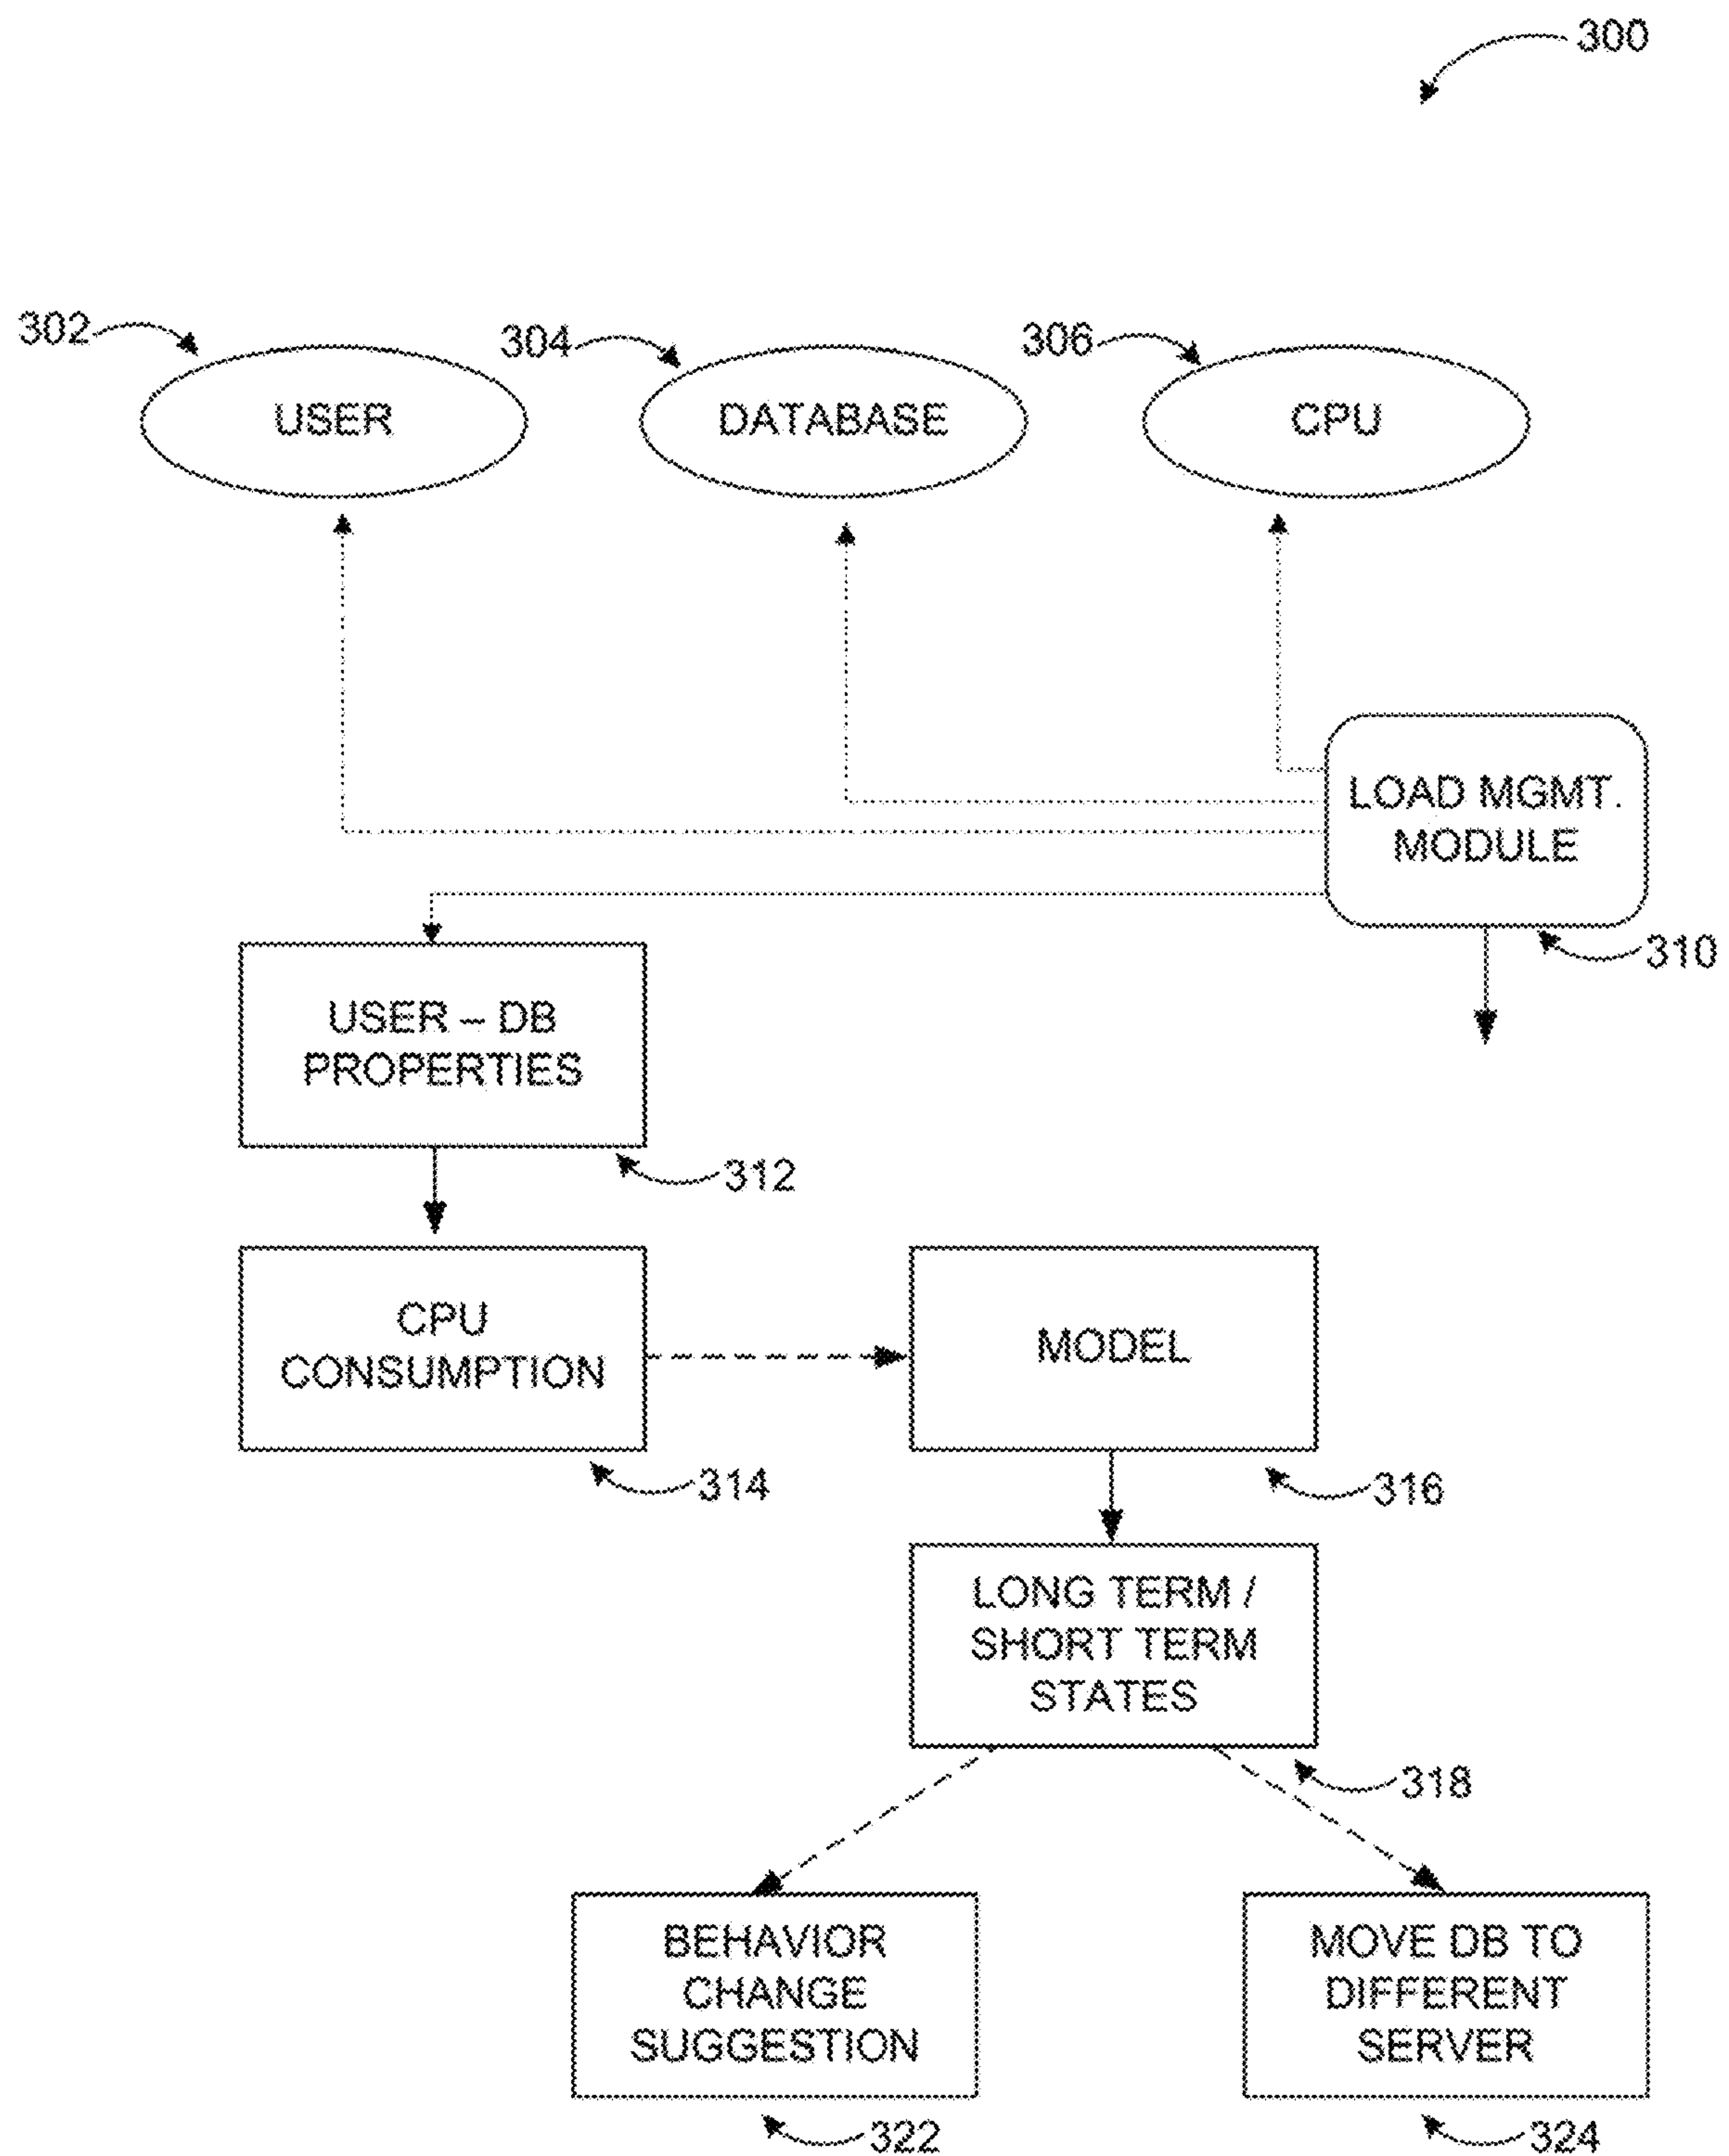 300
302
304
306
USER
DATABASE
CPU
LOAD MGMT.
MODULE
310
USER – DB
PROPERTIES
312
CPU
CONSUMPTION
MODEL
314
316
LONG TERM /
SHORT TERM
STATES
318
BEHAVIOR
CHANGE
SUGGESTION
MOVE DB TO
DIFFERENT
SERVER
322
324